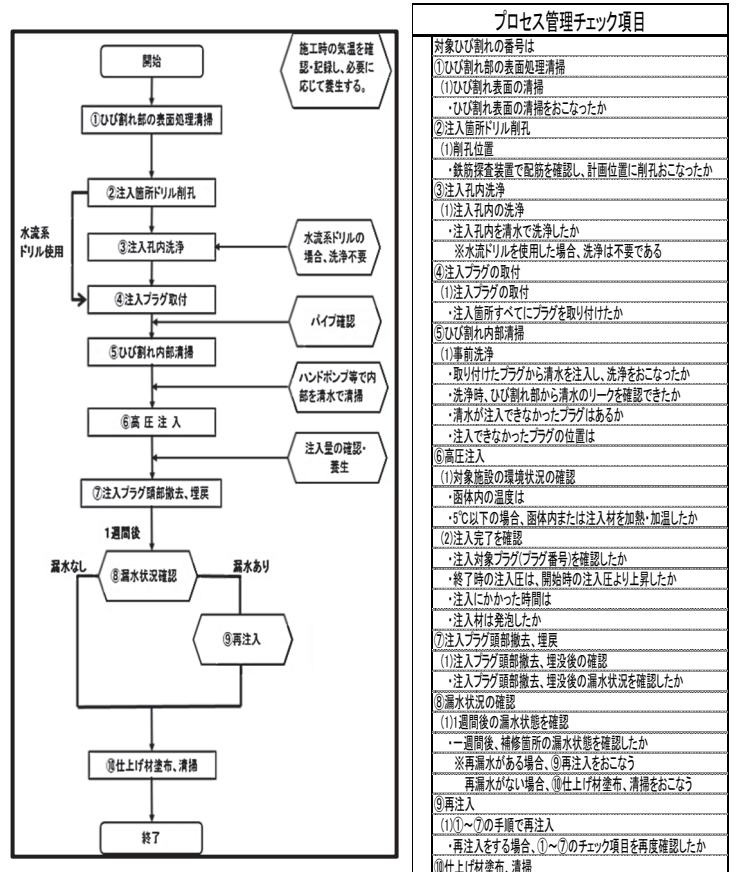 開始
施工時の気温を確
認・記録し、必要に
応じて養生する。
①ひび割れ部の表面処理清掃
②注入箇所ドリル削孔
水流系
ドリル使用
③注入孔内洗浄
水流系ドリルの
場合、洗浄不要
④注入プラグ取付
パイプ確認
⑤ひび割れ内部清掃
ハンドポンプ等で内
部を清水で清掃
⑥高圧注入
注入量の確認・
養生
⑦注入プラグ頭部撤去、埋戻
1週間後
漏水なし
漏水あり
⑧漏水状況確認
⑨再注入
⑩仕上げ材塗布、清掃
終了
プロセス管理チェック項目
対象ひび割れの番号は
①ひび割れ部の表面処理清掃
(1)ひび割れ表面の清掃
・ひび割れ表面の清掃をおこなったか
②注入箇所ドリル削孔
(1)削孔位置
・鉄筋探査装置で配筋を確認し、計画位置に削孔おこなったか
③注入孔内洗浄
(1)注入孔内の洗浄
・注入孔内を清水で洗浄したか
※水流ドリルを使用した場合、洗浄は不要である
④注入プラグの取付
(1)注入プラグの取付
・注入箇所すべてにプラグを取り付けたか
⑤ひび割れ内部清掃
(1)事前洗浄
・取り付けたプラグから清水を注入し、洗浄をおこなったか
・洗浄時、ひび割れ部から清水のリークを確認できたか
・清水が注入できなかったプラグはあるか
・注入できなかったプラグの位置は
⑥高圧注入
(1)対象施設の環境状況の確認
・函体内の温度は
・5℃以下の場合、函体内または注入材を加熱・加温したか
(2)注入完了を確認
・注入対象プラグ(プラグ番号)を確認したか
・終了時の注入圧は、開始時の注入圧より上昇したか
・注入にかかった時間は
・注入材は発泡したか
⑦注入プラグ頭部撤去、埋戻
(1)注入プラグ頭部撤去、埋没後の確認
・注入プラグ頭部撤去、埋没後の漏水状況を確認したか
⑧漏水状況の確認
(1)1週間後の漏水状態を確認
・一週間後、補修箇所の漏水状態を確認したか
※再漏水がある場合、⑨再注入をおこなう
再漏水がない場合、⑩仕上げ材塗布、清掃をおこなう
⑨再注入
(1)①～⑦の手順で再注入
・再注入をする場合、①～⑦のチェック項目を再度確認したか
⑩仕上げ材塗布、清掃